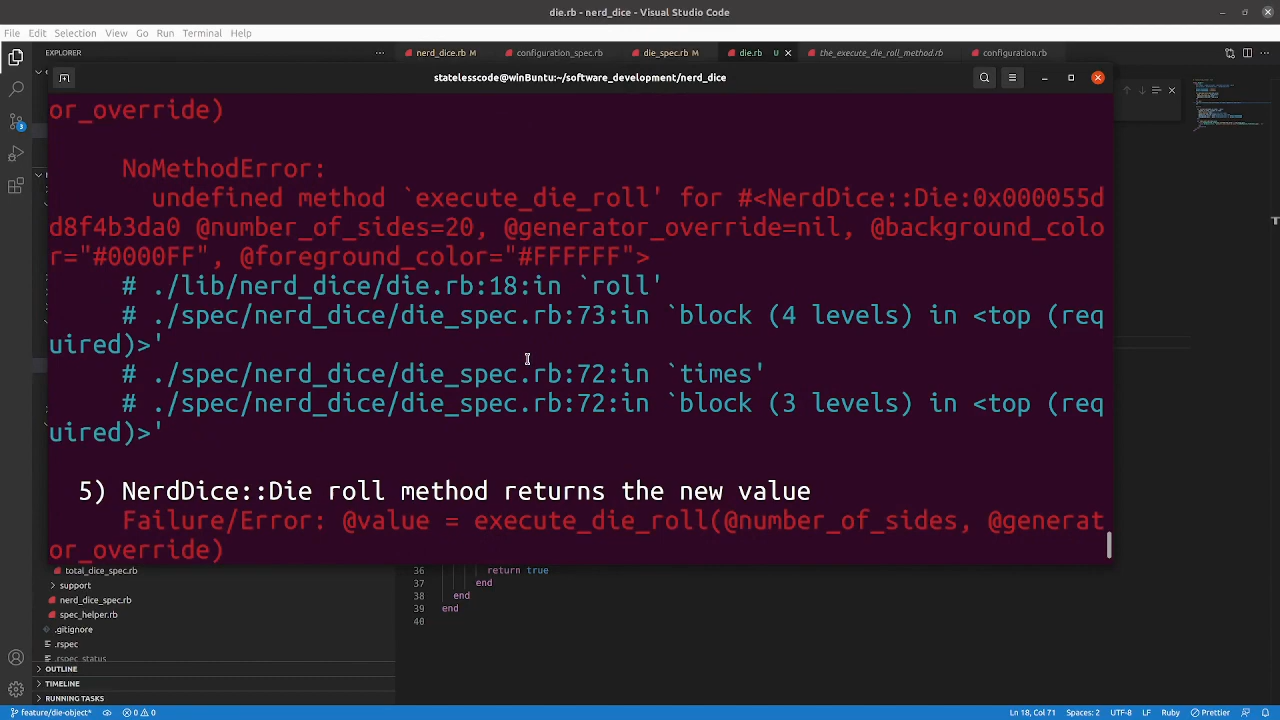 die.rb - nerd_dice - Visual Studio Code
File Edit Selection View Go Run Terminal Help
EXPLORER
nerd_dice.rb M
configuration_spec.rb
die_spec.rb M
die.rb U
the_execute_die_roll_method.rb
configuration.rb
statelesscode@winBuntu:~/software_development/nerd_dice
or_override)
NoMethodError:
undefined method `execute_die_roll' for #<NerdDice::Die:0x000055d
d8f4b3da0 @number_of_sides=20, @generator_override=nil, @background_colo
r="#0000FF", @foreground_color="#FFFFFF">
# ./lib/nerd_dice/die.rb:18:in `roll'
# ./spec/nerd_dice/die_spec.rb:73:in `block (4 levels) in <top (req
uired)>'
# ./spec/nerd_dice/die_spec.rb:72:in `times'
# ./spec/nerd_dice/die_spec.rb:72:in `block (3 levels) in <top (req
uired)>'
5) NerdDice::Die roll method returns the new value
Failure/Error: @value = execute_die_roll(@number_of_sides, @generat
or_override)
total_dice_spec.rb
support
nerd_dice_spec.rb
spec_helper.rb
.gitignore
.rspec
.rspec_status
OUTLINE
TIMELINE
RUNNING TASKS
36 return true
37 end
38 end
39 end
40
3
feature/die-object* 0 0 Ln 18, Col 71 Spaces: 2 UTF-8 LF Ruby Prettier